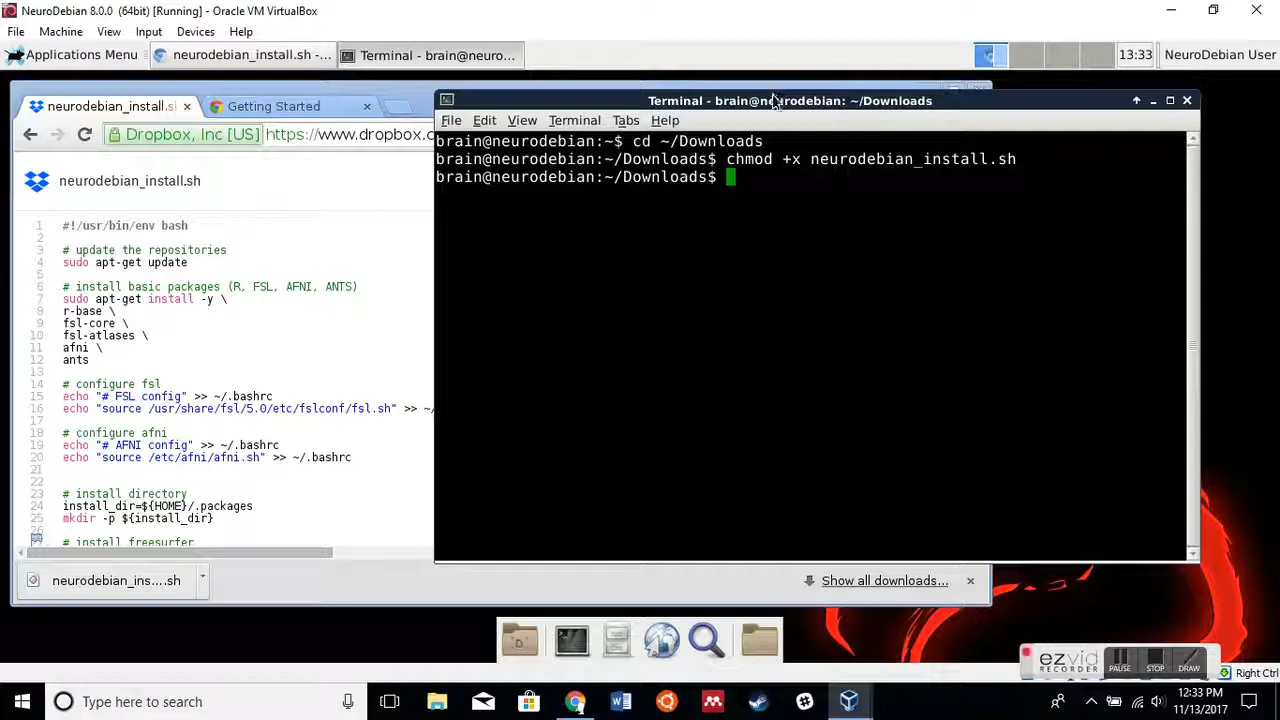 NeuroDebian 8.0.0 (64bit) [Running] - Oracle VM VirtualBox
File Machine View Input Devices Help
Applications Menu neurodebian_install.sh -... Terminal - brain@neuro... 13:33 NeuroDebian User
neurodebian_install.sh Getting Started
Dropbox, Inc [US] https://www.dropbox.c
neurodebian_install.sh
1 #!/usr/bin/env bash
2
3 # update the repositories
4 sudo apt-get update
5
6 # install basic packages (R, FSL, AFNI, ANTS)
7 sudo apt-get install -y \
8 r-base \
9 fsl-core \
10 fsl-atlases \
11 afni \
12 ants
13
14 # configure fsl
15 echo "# FSL config" >> ~/.bashrc
16 echo "source /usr/share/fsl/5.0/etc/fslconf/fsl.sh" >> ~/
17
18 # configure afni
19 echo "# AFNI config" >> ~/.bashrc
20 echo "source /etc/afni/afni.sh" >> ~/.bashrc
21
22
23 # install directory
24 install_dir=${HOME}/.packages
25 mkdir -p ${install_dir}
26
# install freesurfer
neurodebian_ins....sh Show all downloads...
Terminal - brain@neurodebian: ~/Downloads
File Edit View Terminal Tabs Help
brain@neurodebian:~$ cd ~/Downloads
brain@neurodebian:~/Downloads$ chmod +x neurodebian_install.sh
brain@neurodebian:~/Downloads$
ezvid
RECORDER
PAUSE STOP DRAW
Right Ctrl
Type here to search
12:33 PM
11/13/2017